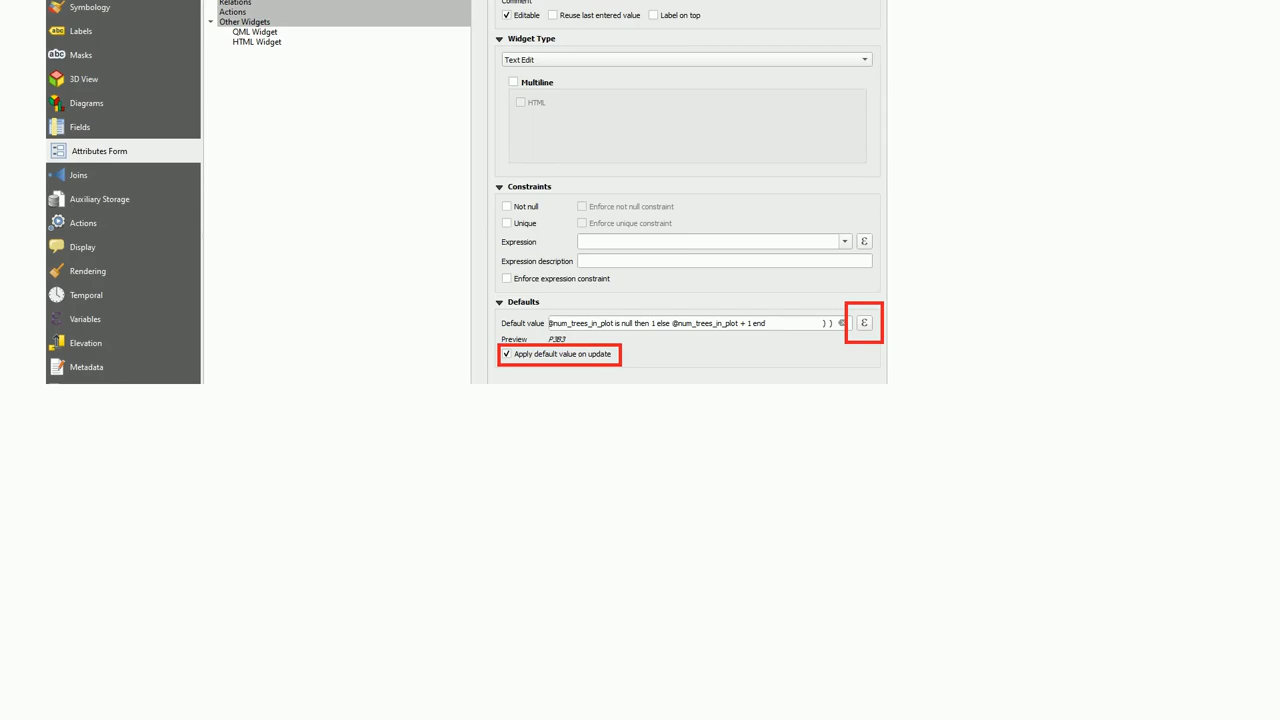 Symbology
Labels
Masks
3D View
Diagrams
Fields
Attributes Form
Joins
Auxiliary Storage
Actions
Display
Rendering
Temporal
Variables
Elevation
Metadata
Relations
Actions
Other Widgets
QML Widget
HTML Widget
Comment
Editable Reuse last entered value Label on top
Widget Type
Text Edit
Multiline
HTML
Constraints
Not null Enforce not null constraint
Unique Enforce unique constraint
Expression ε
Expression description
Enforce expression constraint
Defaults
Default value @num_trees_in_plot is null then 1 else @num_trees_in_plot + 1 end ) ) ε
Preview P3B3
Apply default value on update